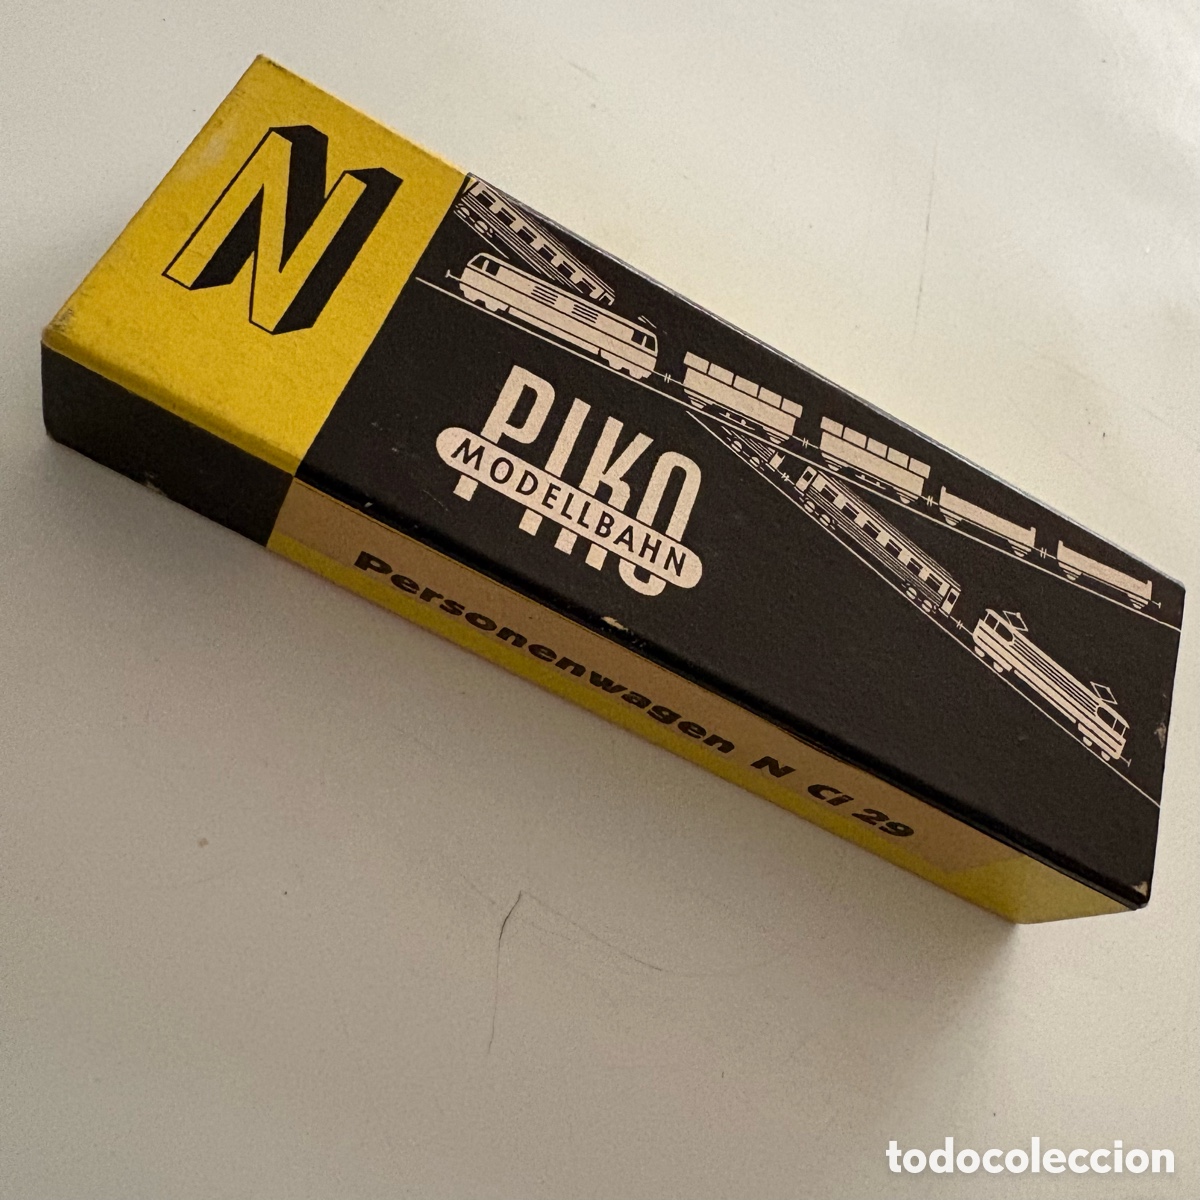 N
PIKO
MODELLBAHN
Personenwagen N Ci 29
todocoleccion